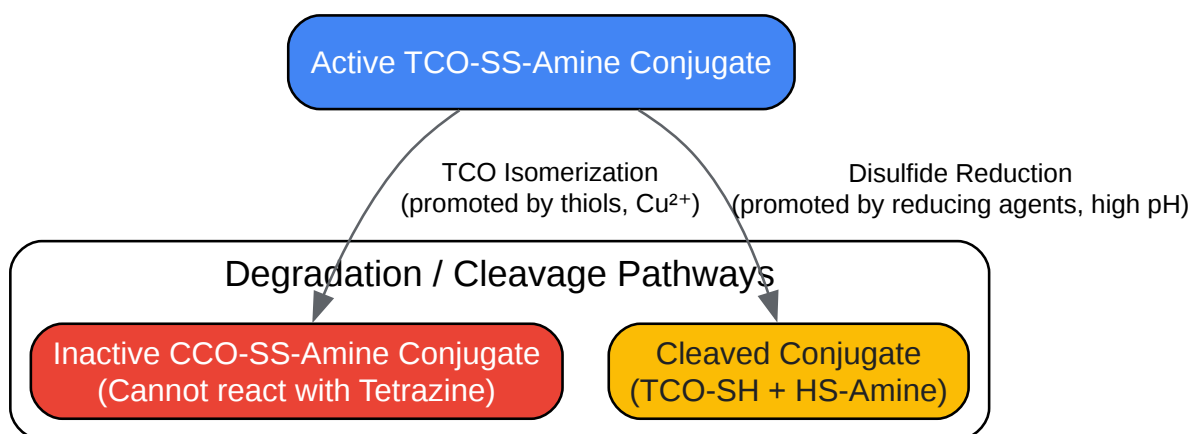 Active TCO-SS-Amine Conjugate
TCO Isomerization
(promoted by thiols, Cu²⁺)
Disulfide Reduction
(promoted by reducing agents, high pH)
Degradation / Cleavage Pathways
Inactive CCO-SS-Amine Conjugate
(Cannot react with Tetrazine)
Cleaved Conjugate
(TCO-SH + HS-Amine)